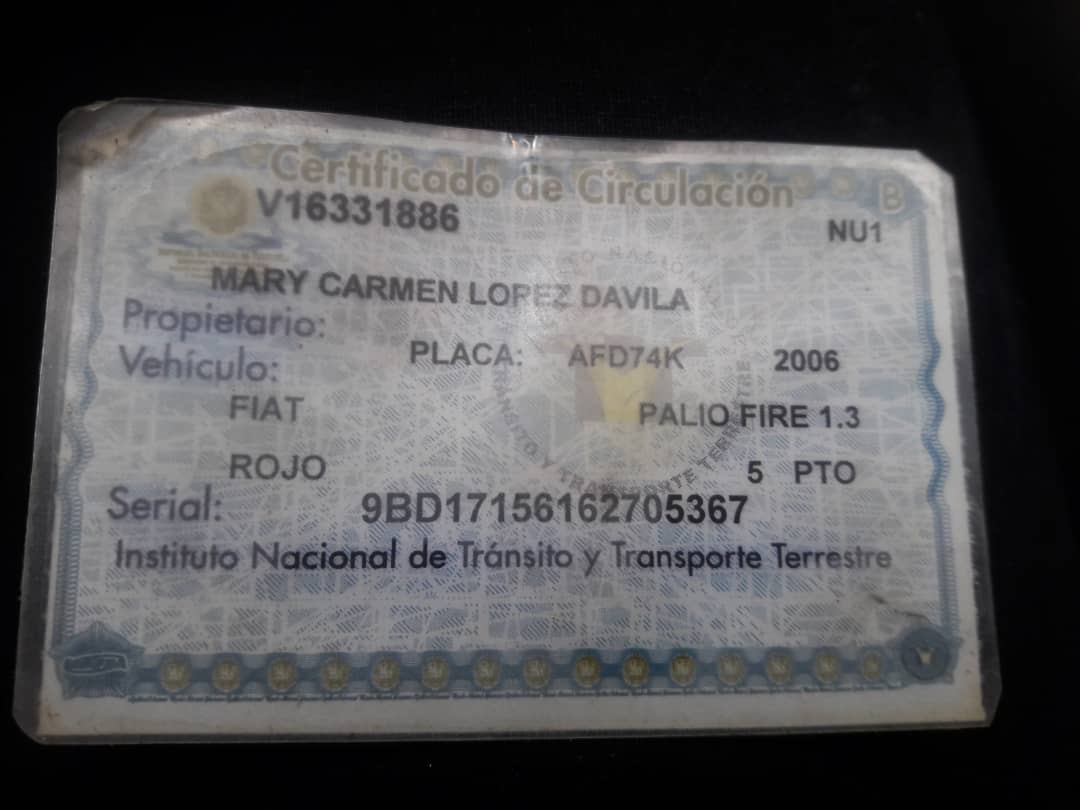 Certificado de Circulación B
V16331886 NU1
MARY CARMEN LOPEZ DAVILA
Propietario:
PLACA: AFD74K 2006
Vehículo:
FIAT PALIO FIRE 1.3
ROJO 5 PTO
Serial: 9BD17156162705367
Instituto Nacional de Tránsito y Transporte Terrestre